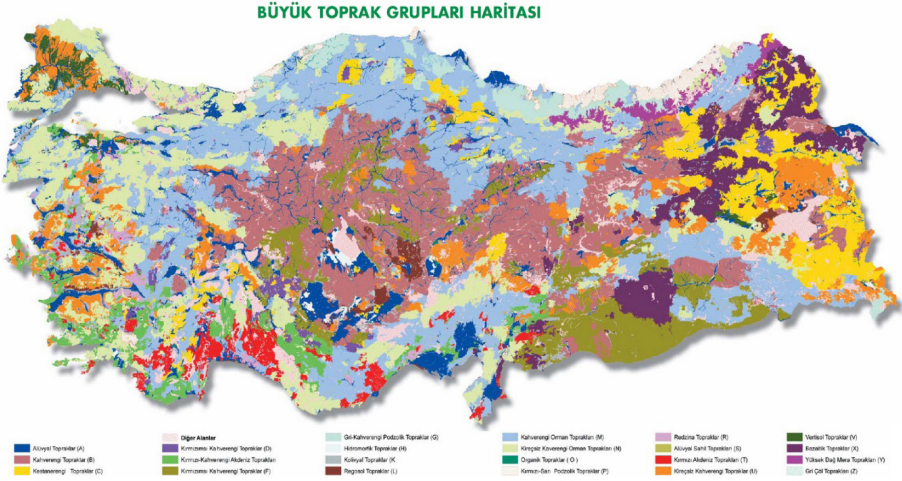 BÜYÜK TOPRAK GRUPLARI HARİTASI
Diğer Alanlar
Gri-Kahverengi Podzolik Topraklar (G)
Kahverengi Orman Toprakları (M)
Redzina Topraklar (R)
Vertisol Topraklar (V)
Alüvyal Topraklar (A)
Kırmızımsı Kahverengi Topraklar (D)
Hidromorfik Topraklar (H)
Kireçsiz Kahverengi Orman Toprakları (N)
Alüvyal Sahil Toprakları (S)
Bazaltik Topraklar (X)
Kahverengi Topraklar (B)
Kırmızı-Kahverengi Akdeniz Toprakları
Kolüvyal Topraklar (K)
Organik Topraklar ( O )
Kırmızı Akdeniz Toprakları (T)
Yüksek Dağ Mera Toprakları (Y)
Kestanerengi Topraklar (C)
Kırmızımsı Kahverengi Topraklar (F)
Regosol Topraklar (L)
Kırmızı-Sarı Podzolik Topraklar (P)
Kireçsiz Kahverengi Topraklar (U)
Gri Çöl Toprakları (Z)